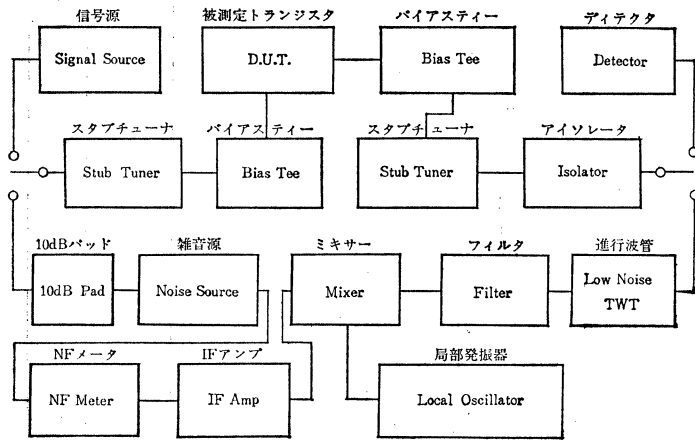 信号源
被測定トランジスタ
バイアスティー
ディテクタ
Signal Source
D.U.T.
Bias Tee
Detector
スタブチューナ
バイアスティー
スタブチューナ
アイソレータ
Stub Tuner
Bias Tee
Stub Tuner
Isolator
10dBパッド
雑音源
ミキサー
フィルタ
進行波管
10dB Pad
Noise Source
Mixer
Filter
Low Noise
TWT
NFメータ
IFアンプ
局部発振器
NF Meter
IF Amp
Local Oscillator